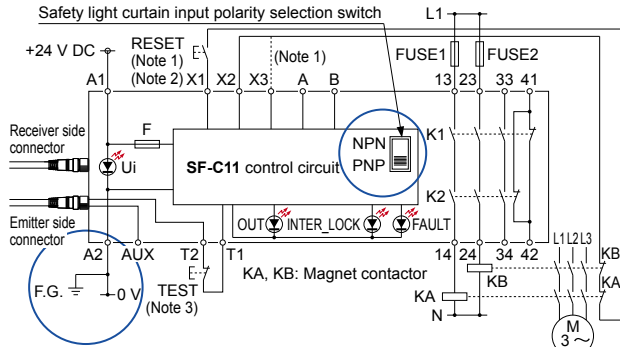 Safety light curtain input polarity selection switch
L1
+24 V DC
RESET
(Note 1)
(Note 2)
(Note 1)
FUSE1
FUSE2
A1
X1
X2
X3
A
B
13
23
33
41
Receiver side
connector
F
Ui
SF-C11 control circuit
NPN
PNP
K1
K2
Emitter side
connector
OUT
INTER_LOCK
FAULT
A2
AUX
T2
T1
14
24
34
42
L1
L2
L3
KA, KB: Magnet contactor
F.G.
0 V
TEST
(Note 3)
KB
KB
KA
KA
N
M
3 ~